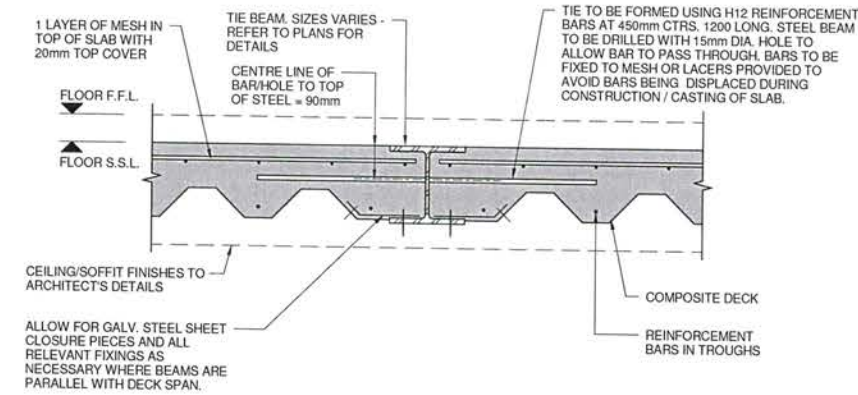 1 LAYER OF MESH IN
TOP OF SLAB WITH
20mm TOP COVER
TIE BEAM. SIZES VARIES -
REFER TO PLANS FOR
DETAILS
CENTRE LINE OF
BAR/HOLE TO TOP
OF STEEL = 90mm
TIE TO BE FORMED USING H12 REINFORCEMENT
BARS AT 450mm CTRS. 1200 LONG. STEEL BEAM
TO BE DRILLED WITH 15mm DIA. HOLE TO
ALLOW BAR TO PASS THROUGH. BARS TO BE
FIXED TO MESH OR LACERS PROVIDED TO
AVOID BARS BEING DISPLACED DURING
CONSTRUCTION / CASTING OF SLAB.
FLOOR F.F.L.
FLOOR S.S.L.
CEILING/SOFFIT FINISHES TO
ARCHITECT'S DETAILS
ALLOW FOR GALV. STEEL SHEET
CLOSURE PIECES AND ALL
RELEVANT FIXINGS AS
NECESSARY WHERE BEAMS ARE
PARALLEL WITH DECK SPAN.
COMPOSITE DECK
REINFORCEMENT
BARS IN TROUGHS